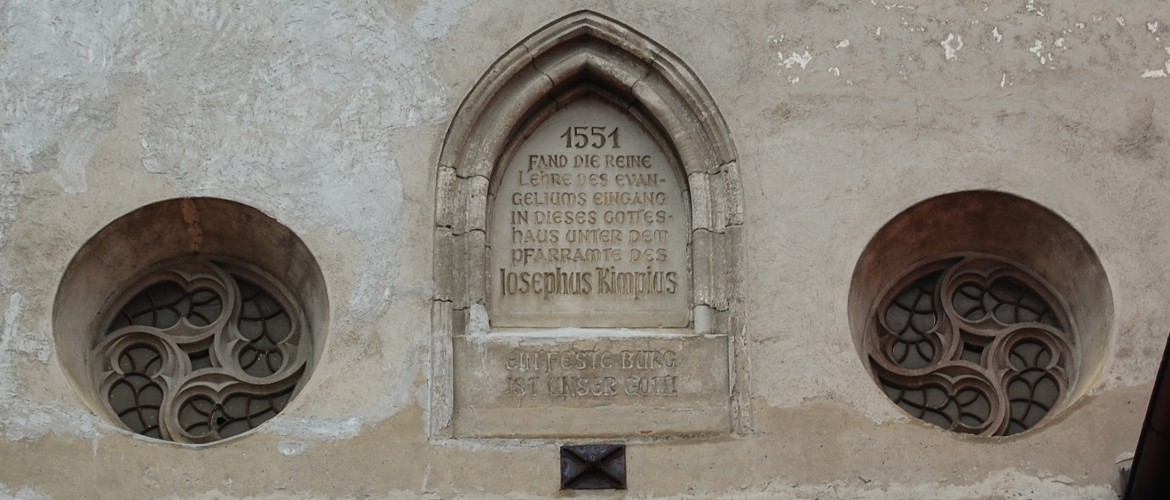 1551
FAND DIE REINE
LEHRE DES EVAN-
GELIUMS EINGANG
IN DIESES GOTTES-
HAUS UNTER DEM
PFARRAMTE DES
Josephus Kimpius
EIN FESTE BURG
IST UNSER GOTT!